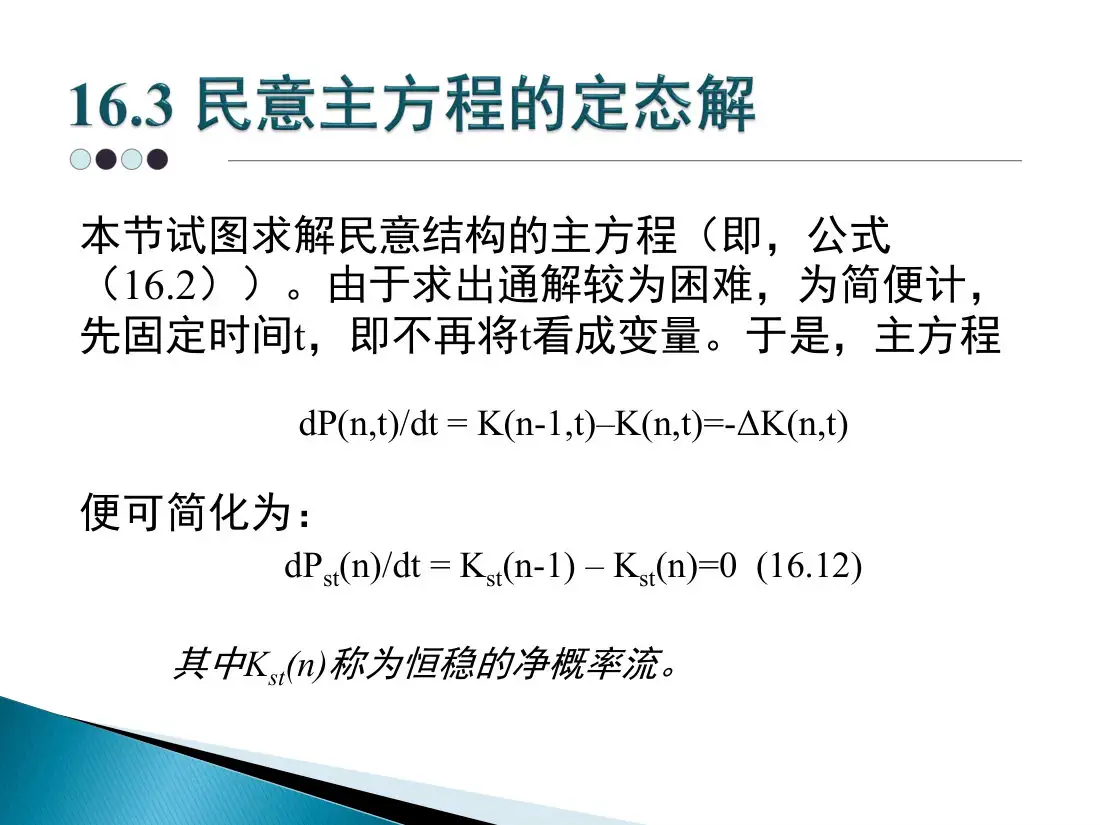 16.3 民意主方程的定态解
本节试图求解民意结构的主方程（即，公式
（16.2））。由于求出通解较为困难，为简便计，
先固定时间t，即不再将t看成变量。于是，主方程
dP(n,t)/dt = K(n-1,t)–K(n,t)=-ΔK(n,t)
便可简化为：
dPst(n)/dt = Kst(n-1) – Kst(n)=0 (16.12)
其中Kst(n)称为恒稳的净概率流。